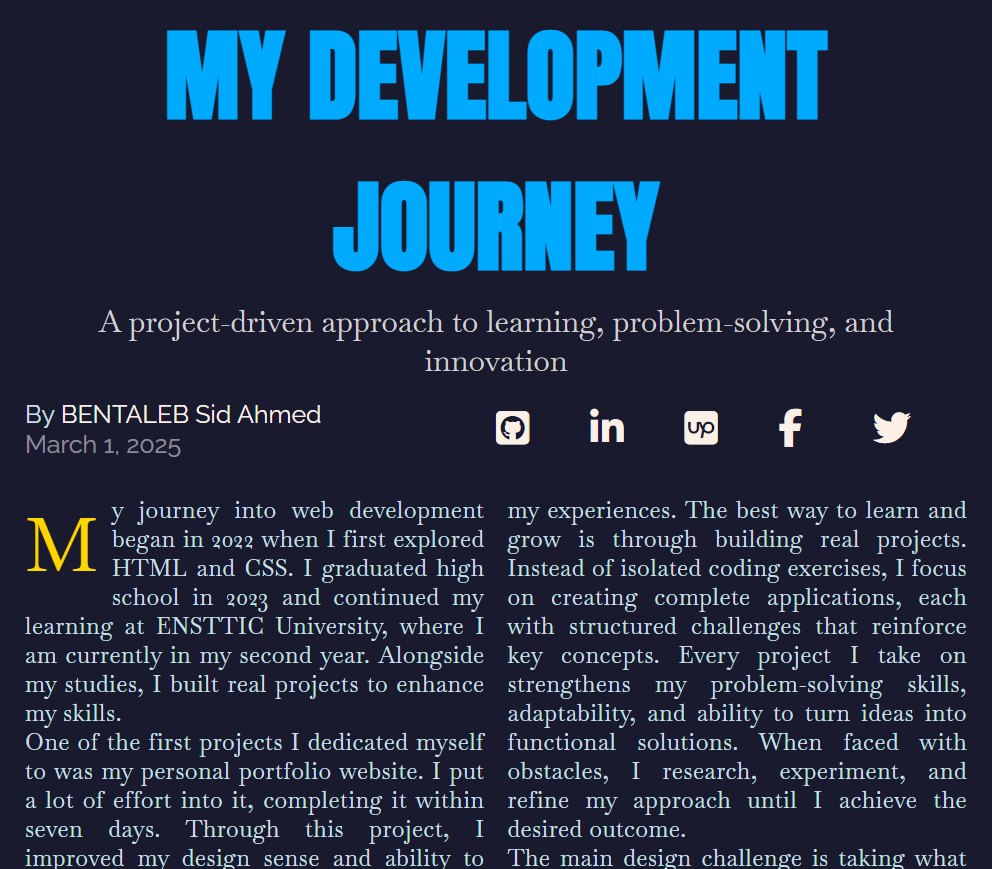 MY DEVELOPMENT
JOURNEY
A project-driven approach to learning, problem-solving, and
innovation
By BENTALEB Sid Ahmed
March 1, 2025
in
up
f
My journey into web development
began in 2022 when I first explored
HTML and CSS. I graduated high
school in 2023 and continued my
learning at ENSTTIC University, where I
am currently in my second year. Alongside
my studies, I built real projects to enhance
my skills.
One of the first projects I dedicated myself
to was my personal portfolio website. I put
a lot of effort into it, completing it within
seven days. Through this project, I
improved my design sense and ability to
my experiences. The best way to learn and
grow is through building real projects.
Instead of isolated coding exercises, I focus
on creating complete applications, each
with structured challenges that reinforce
key concepts. Every project I take on
strengthens my problem-solving skills,
adaptability, and ability to turn ideas into
functional solutions. When faced with
obstacles, I research, experiment, and
refine my approach until I achieve the
desired outcome.
The main design challenge is taking what